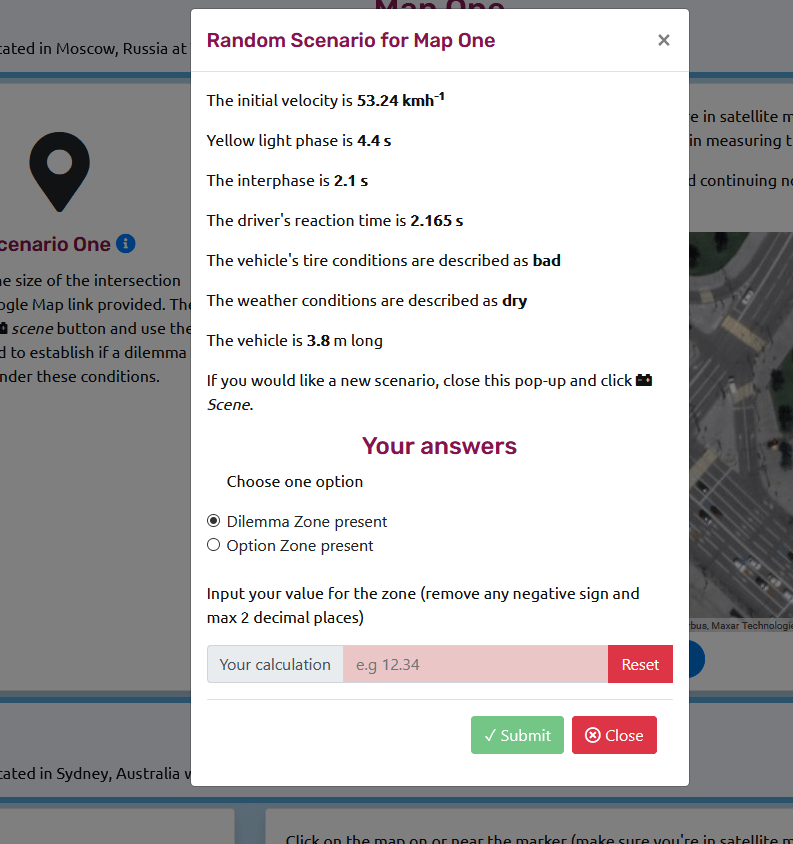 Map One
Random Scenario for Map One
×
cated in Moscow, Russia at
The initial velocity is 53.24 kmh-1
re in satellite m
Yellow light phase is 4.4 s
in measuring t
The interphase is 2.1 s
d continuing no
The driver's reaction time is 2.165 s
cenario One
The vehicle's tire conditions are described as bad
ne size of the intersection
The weather conditions are described as dry
ogle Map link provided. The
scene button and use the
The vehicle is 3.8 m long
d to establish if a dilemma
nder these conditions.
If you would like a new scenario, close this pop-up and click
Scene.
Your answers
Choose one option
Dilemma Zone present
Option Zone present
Input your value for the zone (remove any negative sign and
max 2 decimal places)
rbus, Maxar Technologie
Your calculation
e.g 12.34
Reset
Submit
Close
cated in Sydney, Australia w
Click on the map on or near the marker (make sure you're in satellite m